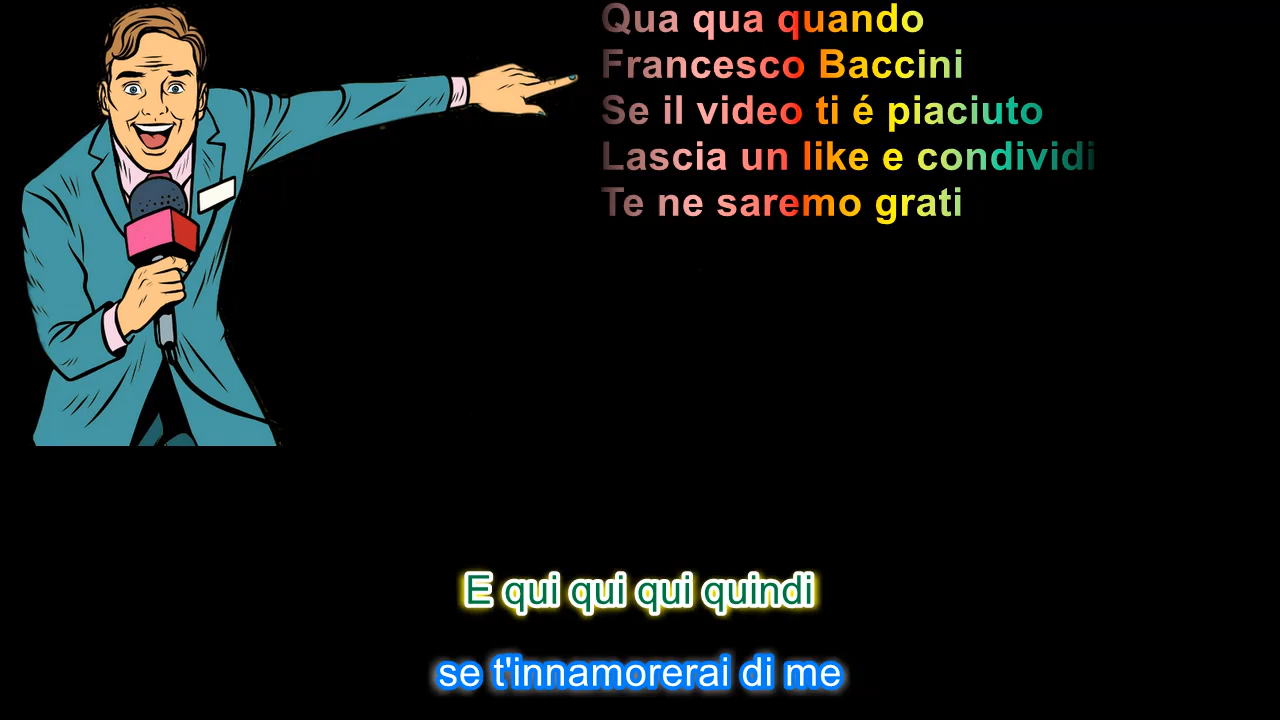 Qua qua quando
Francesco Baccini
Se il video ti é piaciuto
Lascia un like e condividi
Te ne saremo grati
E qui qui qui quindi
se t'innamorerai di me